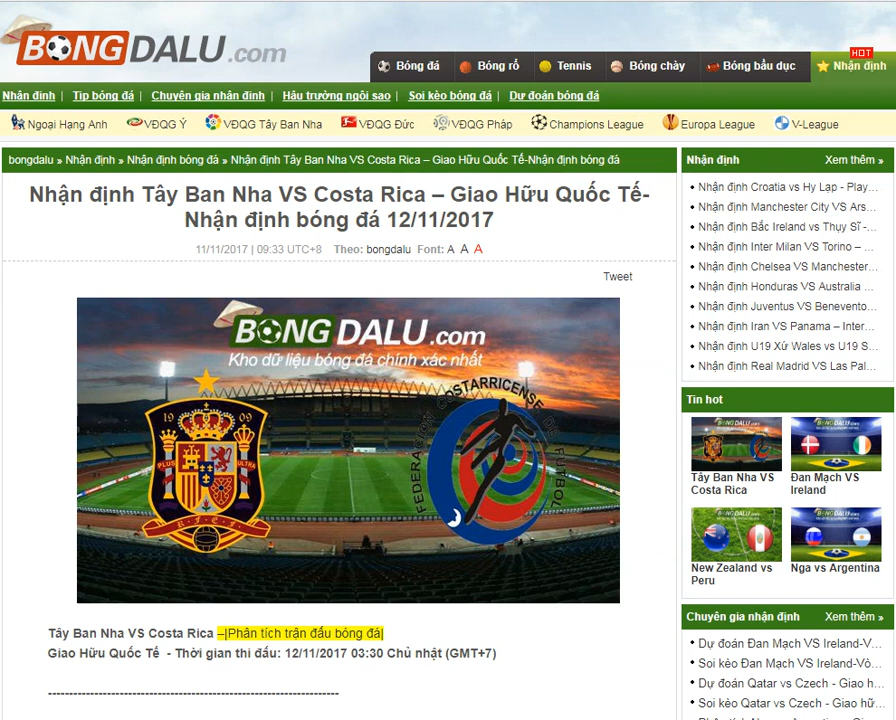 BONGDALU.com
Bóng đá
Bóng rổ
Tennis
Bóng chày
Bóng bầu dục
HOT
Nhận định
Nhận định | Tip bóng đá | Chuyên gia nhận định | Hậu trường ngôi sao | Soi kèo bóng đá | Dự đoán bóng đá
Ngoại Hạng Anh VĐQG Ý VĐQG Tây Ban Nha VĐQG Đức VĐQG Pháp Champions League Europa League V-League
bongdalu » Nhận định » Nhận định bóng đá » Nhận định Tây Ban Nha VS Costa Rica – Giao Hữu Quốc Tế-Nhận định bóng đá
Nhận định Tây Ban Nha VS Costa Rica – Giao Hữu Quốc Tế-
Nhận định bóng đá 12/11/2017
11/11/2017 | 09:33 UTC+8 Theo: bongdalu Font: A A A
Tweet
BONGDALU.com
Kho dữ liệu bóng đá chính xác nhất
1909
PLUS ULTRA
R.F.C.F.
FEDERACION COSTARRICENSE DE FUTBOL
Tây Ban Nha VS Costa Rica –|Phân tích trận đấu bóng đá|
Giao Hữu Quốc Tế - Thời gian thi đấu: 12/11/2017 03:30 Chủ nhật (GMT+7)
---------------------------------------------------------------------
Nhận định Xem thêm »
Nhận định Croatia vs Hy Lạp - Play...
Nhận định Manchester City VS Ars...
Nhận định Bắc Ireland vs Thụy Sĩ -...
Nhận định Inter Milan VS Torino – ...
Nhận định Chelsea VS Manchester...
Nhận định Honduras VS Australia ...
Nhận định Juventus VS Benevento...
Nhận định Iran VS Panama – Inter...
Nhận định U19 Xứ Wales vs U19 S...
Nhận định Real Madrid VS Las Pal...
Tin hot
Tây Ban Nha VS
Costa Rica
Đan Mạch VS
Ireland
New Zealand vs
Peru
Nga vs Argentina
Chuyên gia nhận định Xem thêm »
Dự đoán Đan Mạch VS Ireland-V...
Soi kèo Đan Mạch VS Ireland-Vò...
Dự đoán Qatar vs Czech - Giao h...
Soi kèo Qatar vs Czech - Giao hữ...